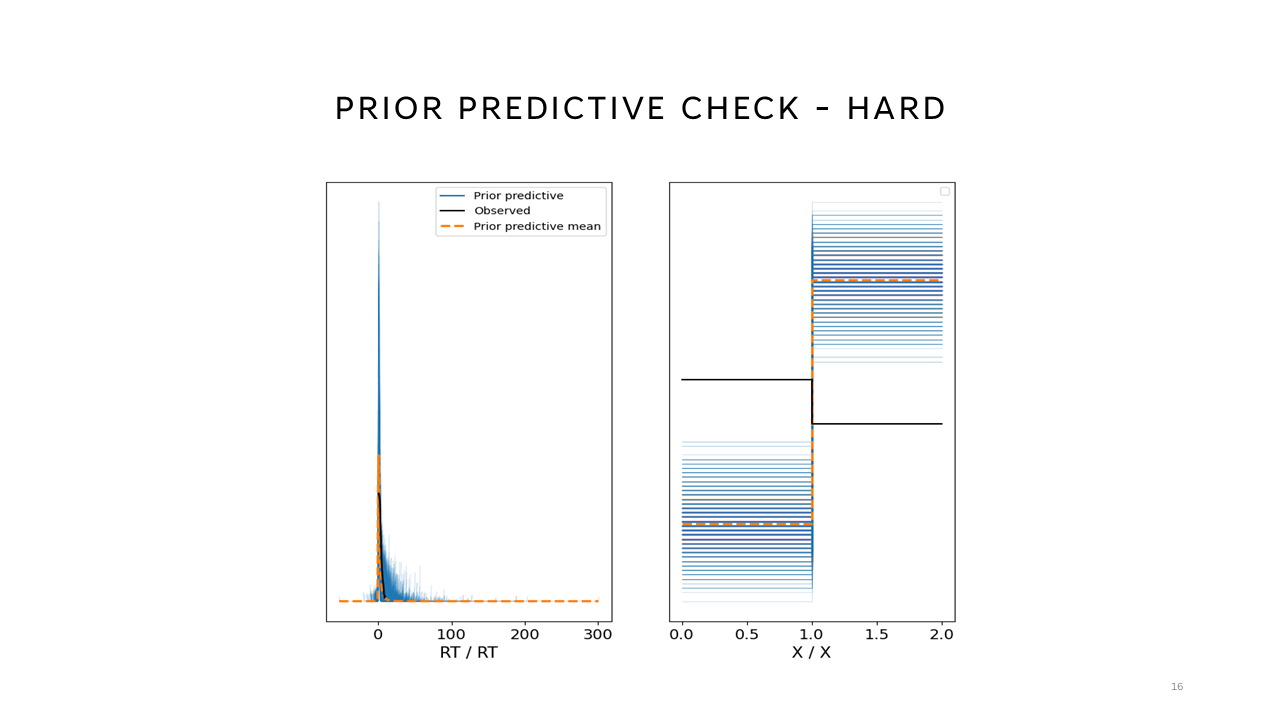 PRIOR PREDICTIVE CHECK – HARD
Prior predictive
Observed
Prior predictive mean
0 100 200 300
RT / RT
0.0 0.5 1.0 1.5 2.0
X / X
16